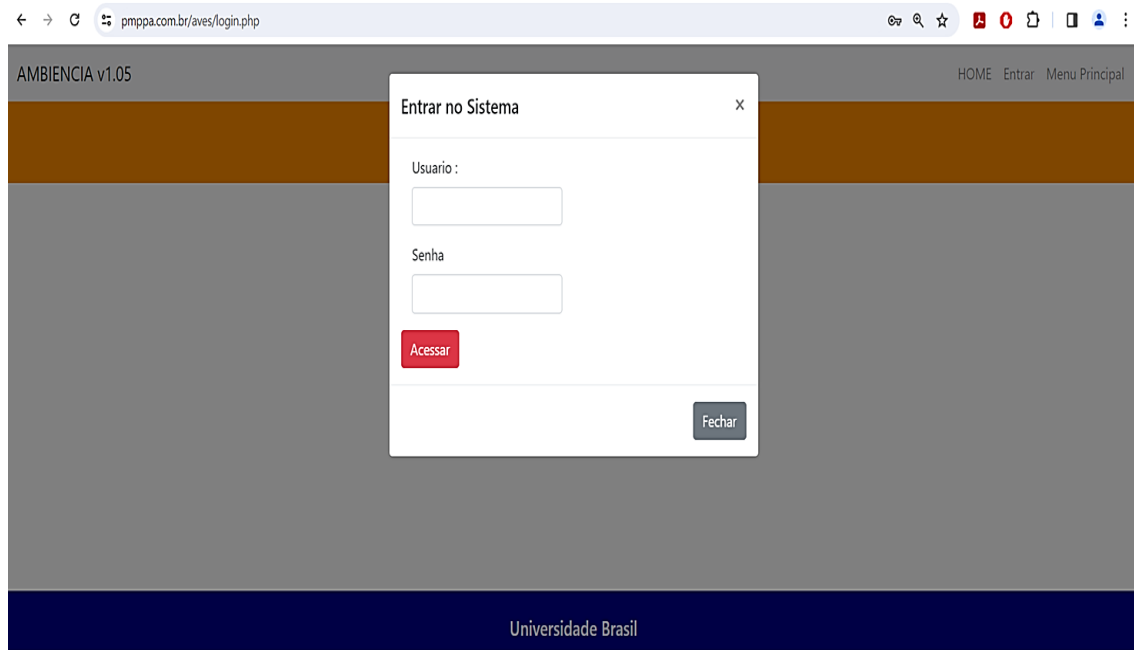 pmppa.com.br/aves/login.php
AMBIENCIA v1.05
HOME Entrar Menu Principal
Entrar no Sistema
x
Usuario :
Senha
Acessar
Fechar
Universidade Brasil